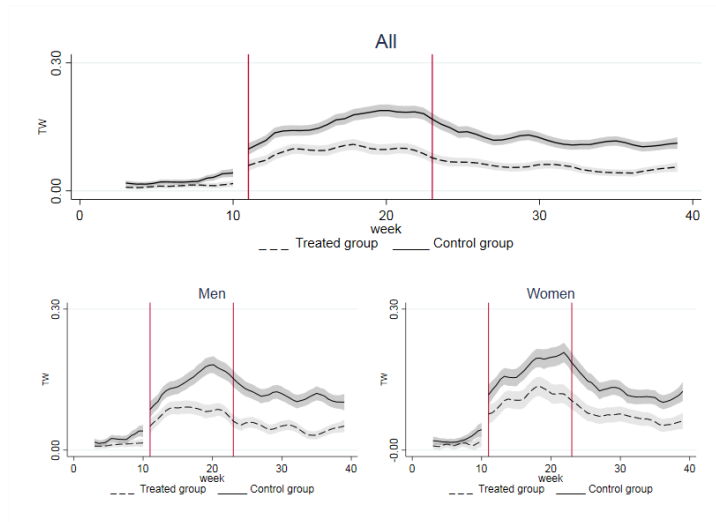 All
0.30
TW
0.00
0 10 20 30 40
week
Treated group Control group
Men Women
0.30 0.30
TW TW
0.00 -0.00
0 10 20 30 40 0 10 20 30 40
week week
Treated group Control group Treated group Control group